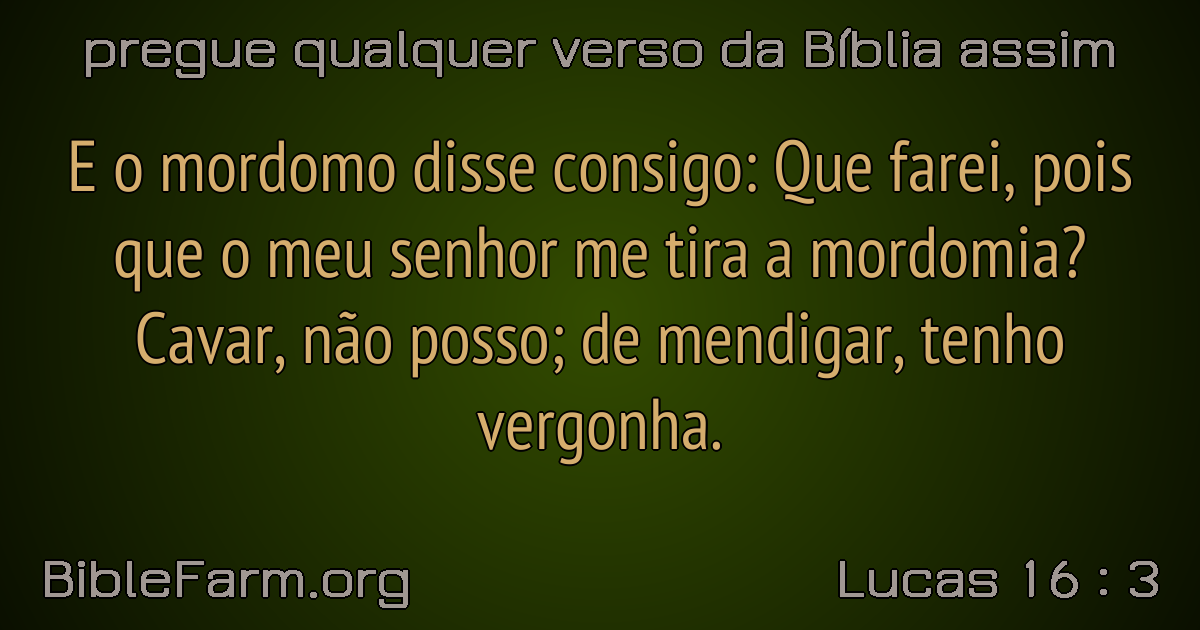 pregue qualquer verso da Bíblia assim
E o mordomo disse consigo: Que farei, pois
que o meu senhor me tira a mordomia?
Cavar, não posso; de mendigar, tenho
vergonha.
BibleFarm.org
Lucas 16 : 3